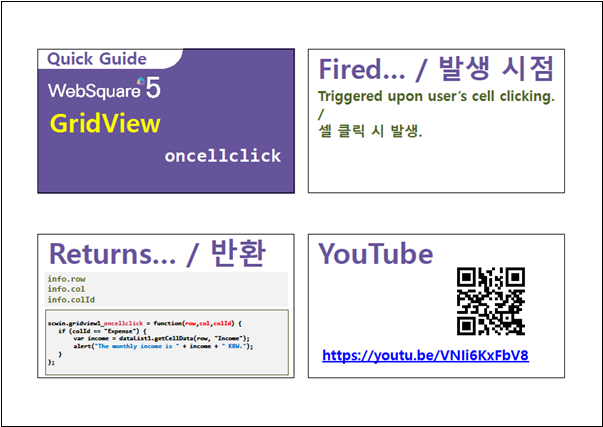 Quick Guide
WebSquare 5
GridView
oncellclick
Fired… / 발생 시점
Triggered upon user's cell clicking.
/
셀 클릭 시 발생.
Returns… / 반환
info.row
info.col
info.colId
scwin.gridview1_oncellclick = function(row,col,colId) {
if (colId == "Expense") {
var income = dataList1.getCellData(row, "Income");
alert("The monthly income is " + income + " KRW.");
}
};
YouTube
https://youtu.be/VNIi6KxFbV8